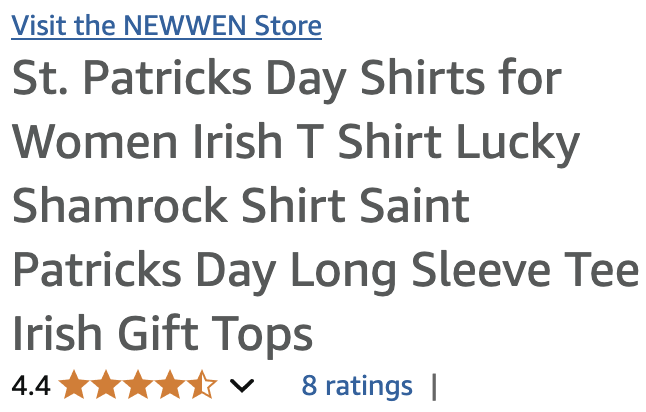 Visit the NEWWEN Store
St. Patricks Day Shirts for
Women Irish T Shirt Lucky
Shamrock Shirt Saint
Patricks Day Long Sleeve Tee
Irish Gift Tops
4.4 8 ratings |